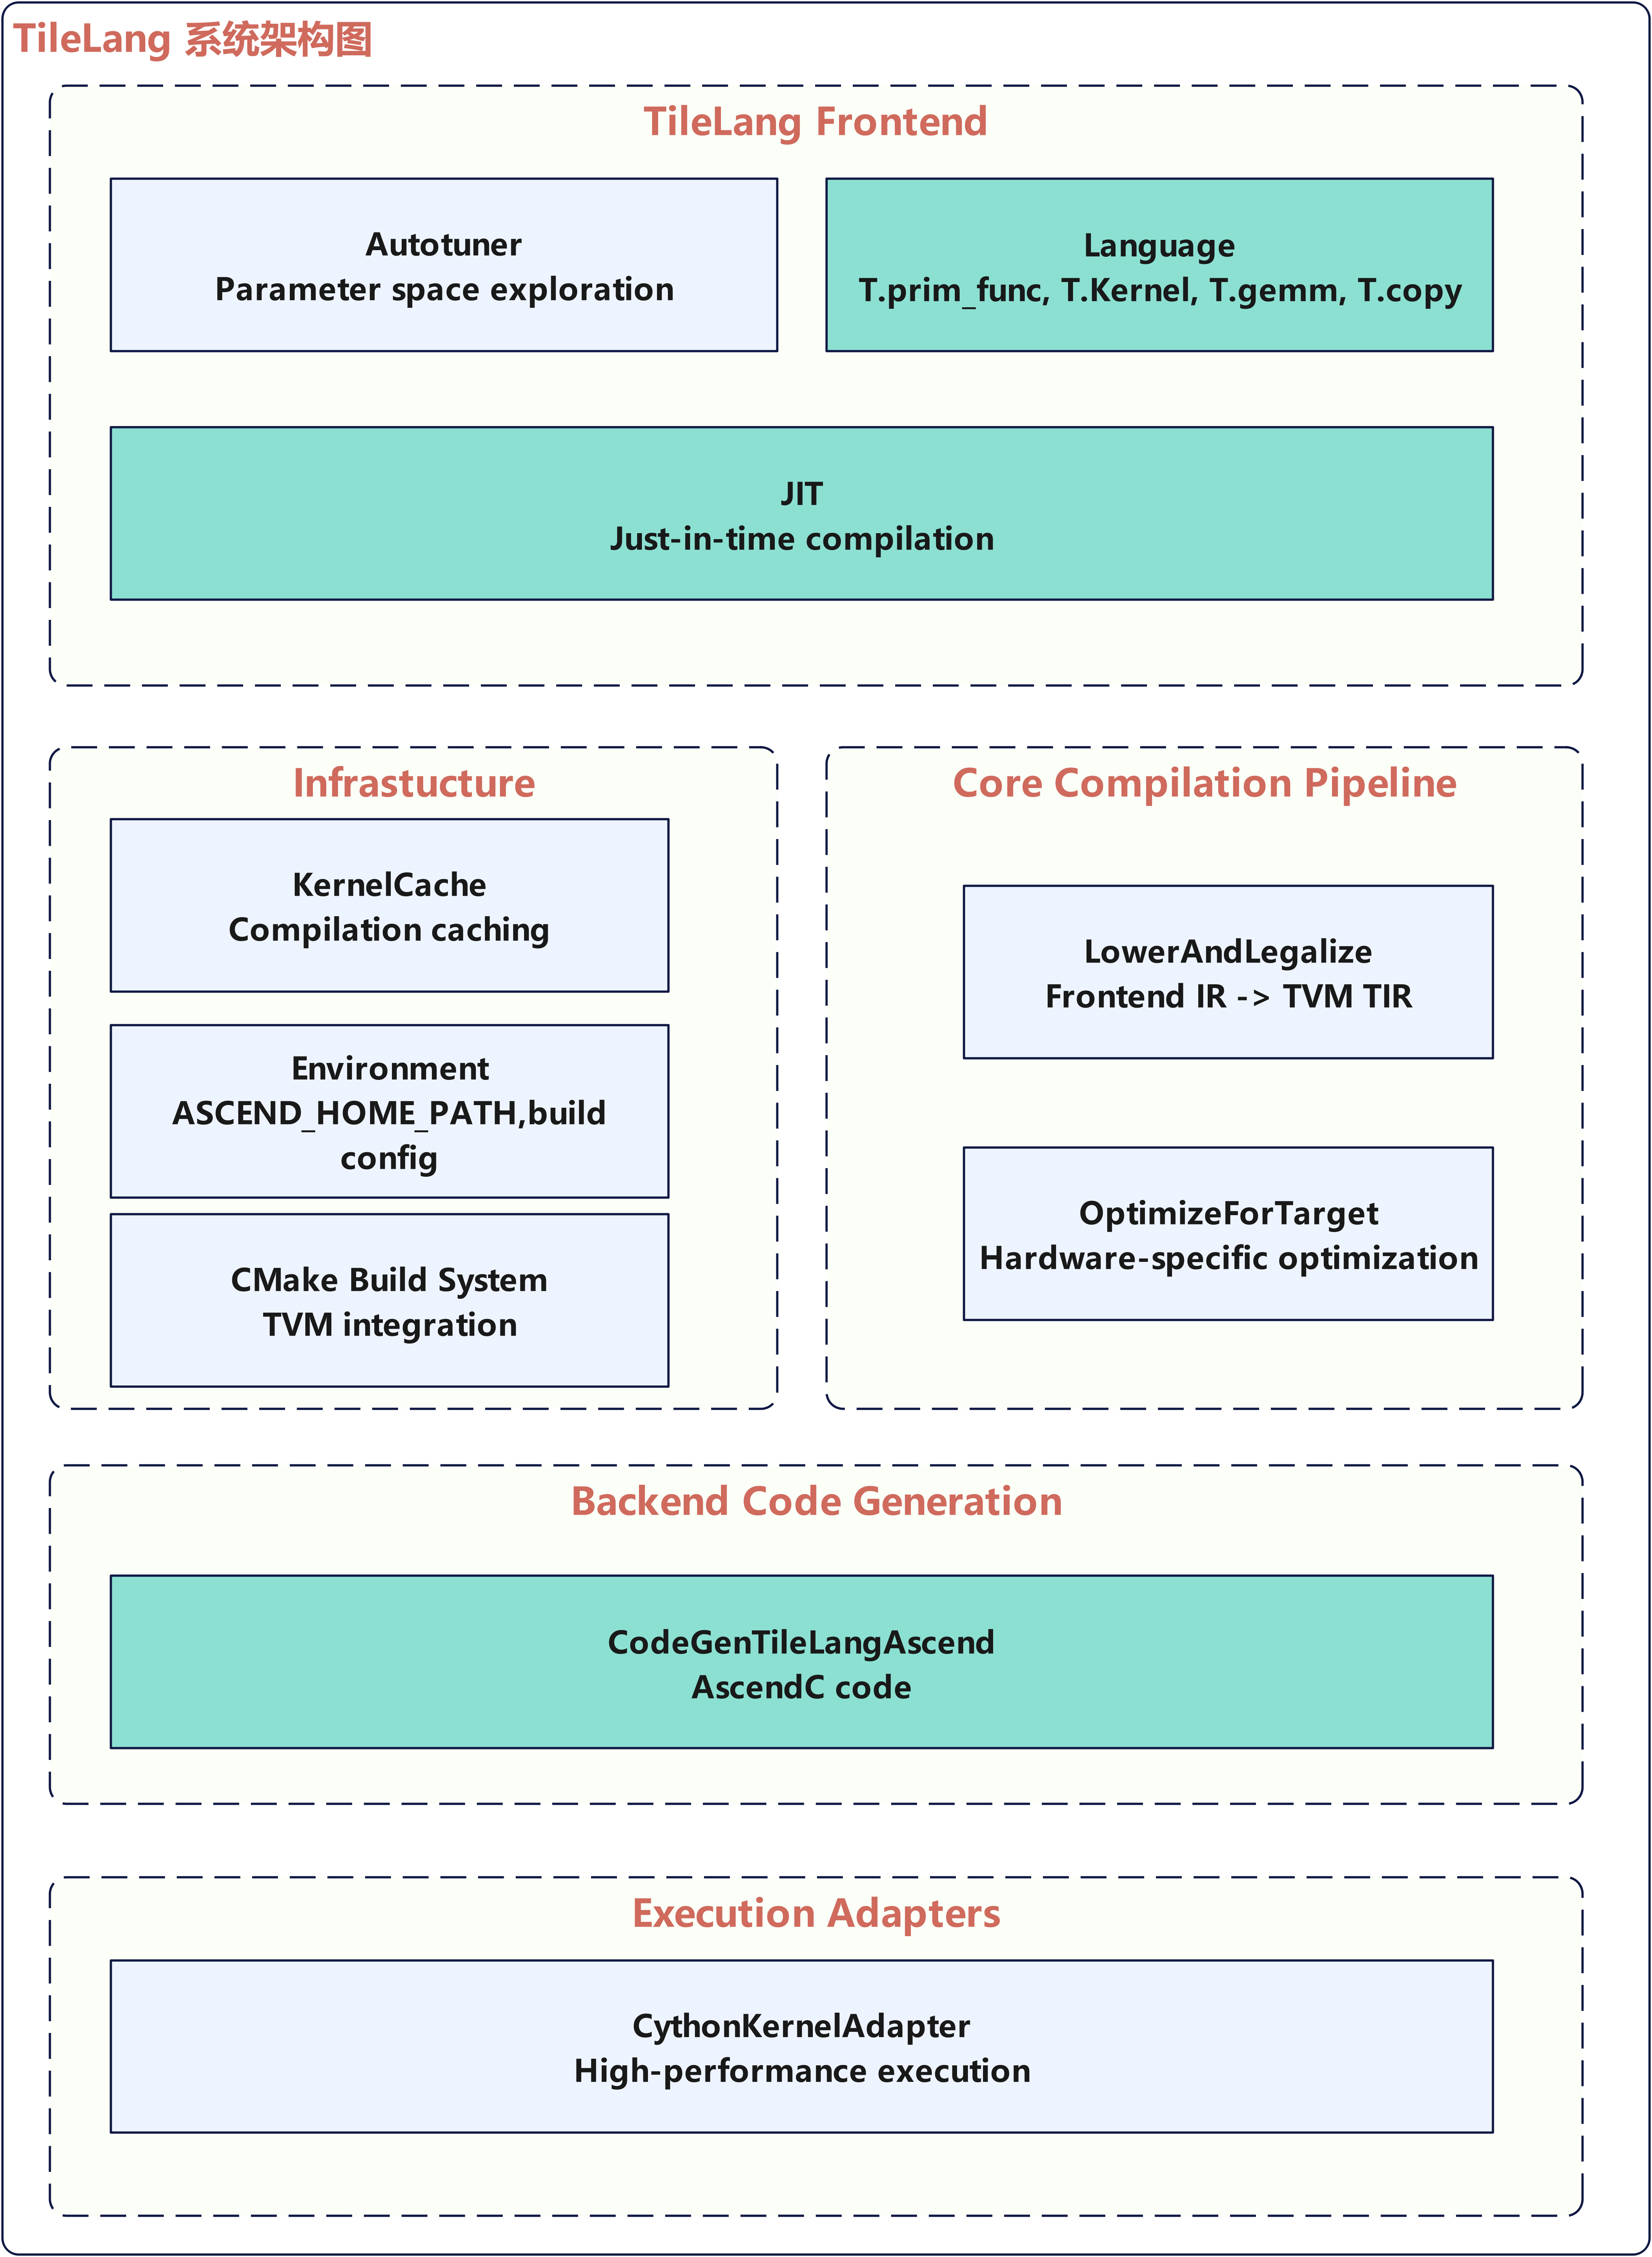 TileLang 系统架构图
TileLang Frontend
Autotuner
Parameter space exploration
Language
T.prim_func, T.Kernel, T.gemm, T.copy
JIT
Just-in-time compilation
Infrastucture
KernelCache
Compilation caching
Environment
ASCEND_HOME_PATH,build
config
CMake Build System
TVM integration
Core Compilation Pipeline
LowerAndLegalize
Frontend IR -> TVM TIR
OptimizeForTarget
Hardware-specific optimization
Backend Code Generation
CodeGenTileLangAscend
AscendC code
Execution Adapters
CythonKernelAdapter
High-performance execution